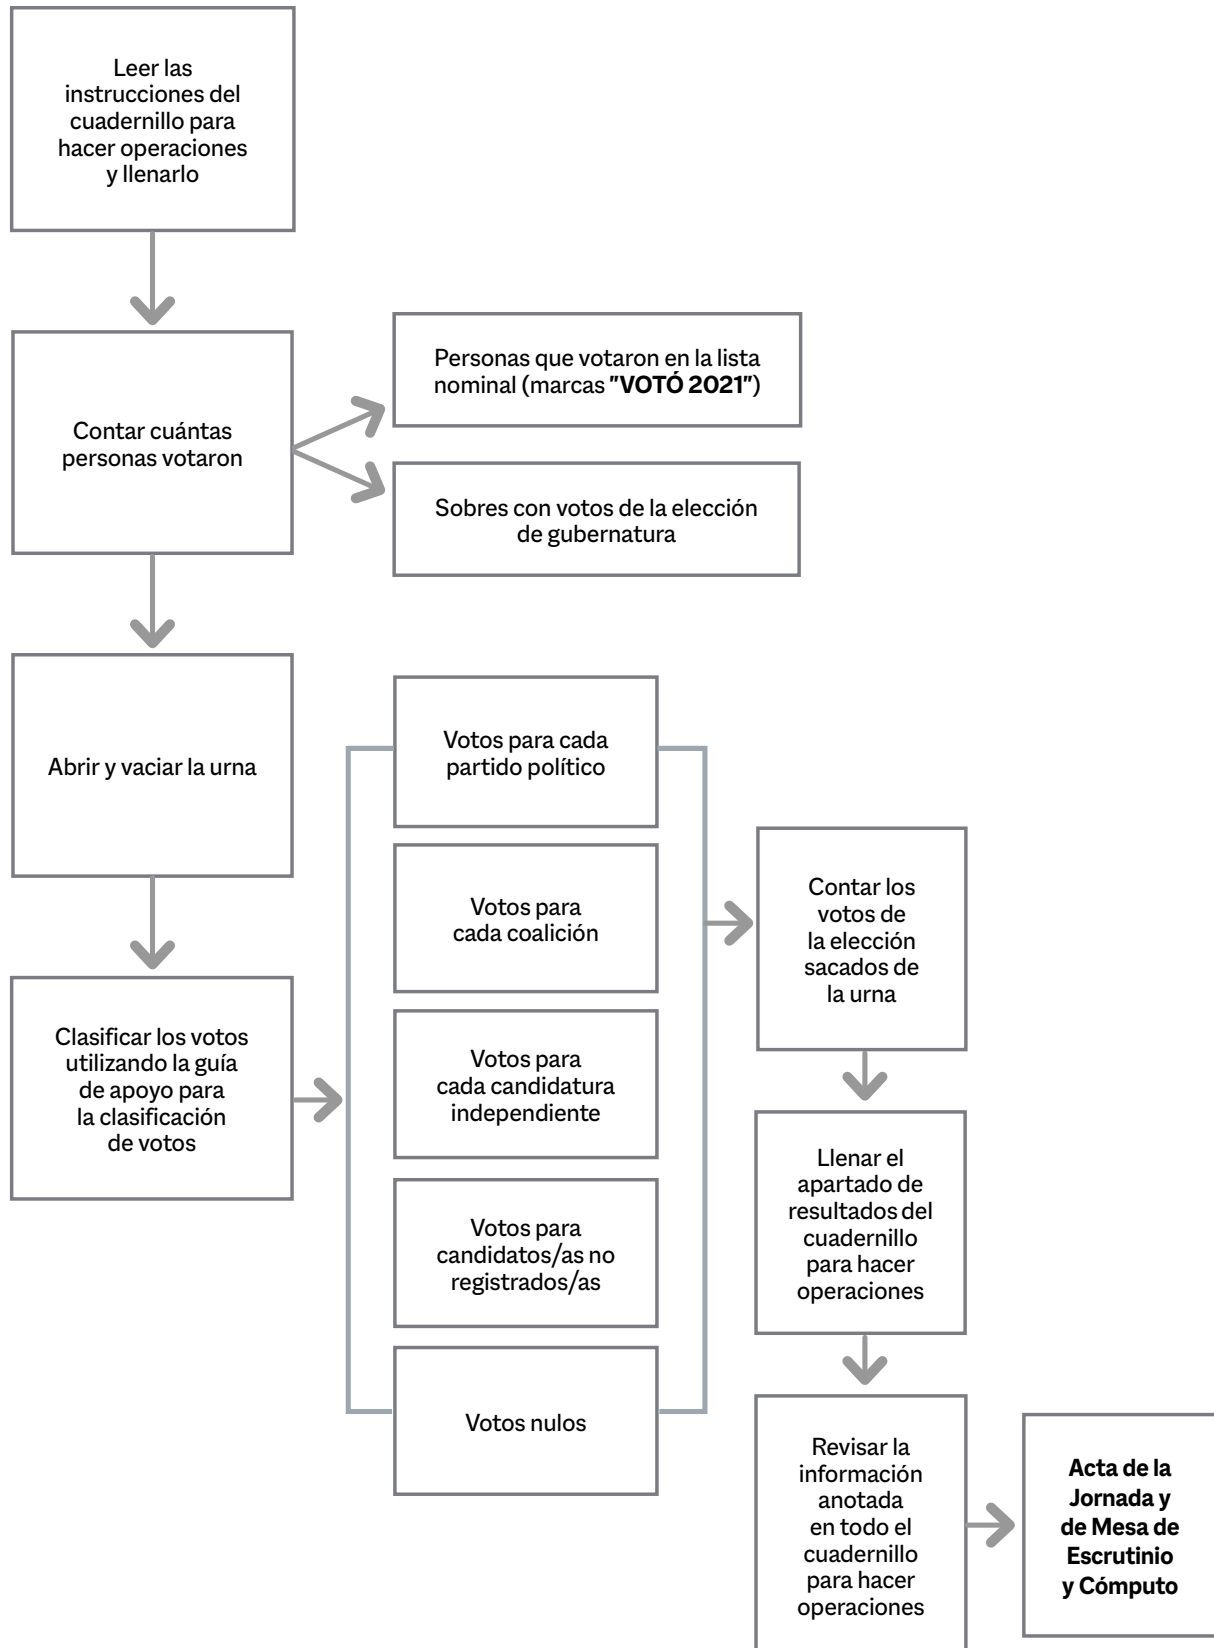 Leer las
instrucciones del
cuadernillo para
hacer operaciones
y llenarlo
Contar cuántas
personas votaron
Personas que votaron en la lista
nominal (marcas "VOTÓ 2021")
Sobres con votos de la elección
de gubernatura
Abrir y vaciar la urna
Clasificar los votos
utilizando la guía
de apoyo para
la clasificación
de votos
Votos para cada
partido político
Votos para
cada coalición
Votos para
cada candidatura
independiente
Votos para
candidatos/as no
registrados/as
Votos nulos
Contar los
votos de
la elección
sacados de
la urna
Llenar el
apartado de
resultados del
cuadernillo
para hacer
operaciones
Revisar la
información
anotada
en todo el
cuadernillo
para hacer
operaciones
Acta de la
Jornada y
de Mesa de
Escrutinio
y Cómputo